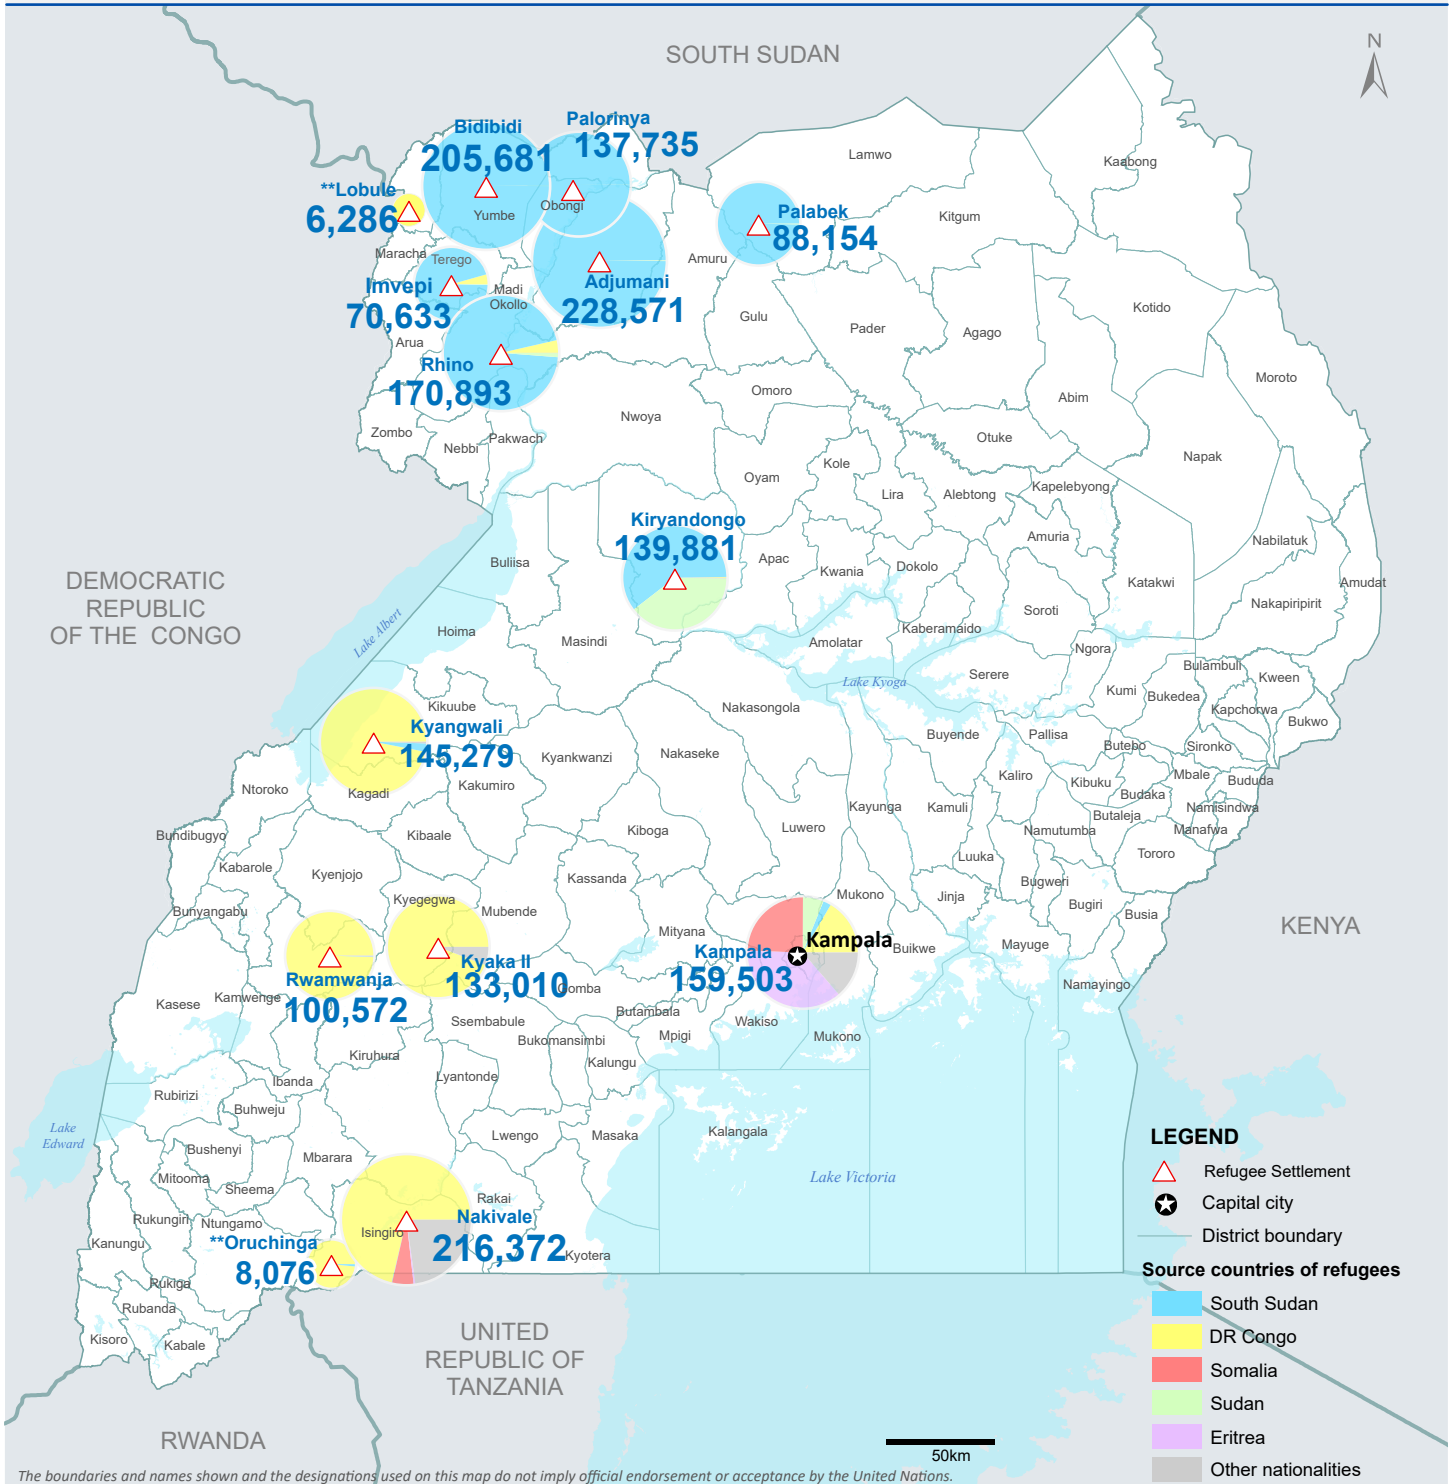 SOUTH SUDAN
N
Bidibidi
205,681
Palorinya
137,735
Lamwo
Kaabong
**Lobule
6,286
Yumbe
Obongi
Palabek
88,154
Kitgum
Maracha
Terego
Amuru
Imvepi
70,633
Madi
Okollo
Adjumani
228,571
Gulu
Pader
Agago
Kotido
Arua
Rhino
170,893
Omoro
Abim
Moroto
Zombo
Nebbi
Pakwach
Nwoya
Otuke
Napak
Oyam
Kole
Lira
Alebtong
Kapelebyong
Kiryandongo
139,881
Amuria
Nabilatuk
Buliisa
Apac
Kwania
Dokolo
Katakwi
Amudat
Nakapiripirit
DEMOCRATIC
REPUBLIC
OF THE CONGO
Lake Albert
Hoima
Masindi
Amolatar
Kaberamaido
Soroti
Ngora
Lake Kyoga
Serere
Bulambuli
Kween
Kumi
Bukedea
Kapchorwa
Bukwo
Kikuube
Kyangwali
145,279
Nakasongola
Buyende
Pallisa
Butebo
Sironko
Kyankwanzi
Nakaseke
Kaliro
Kibuku
Mbale
Bududa
Ntoroko
Kagadi
Kakumiro
Budaka
Namisindwa
Kayunga
Kamuli
Butaleja
Manafwa
Bundibugyo
Kibaale
Kiboga
Luwero
Namutumba
Tororo
Kabarole
Kyenjojo
Kassanda
Luuka
Bugweri
Bunyangabu
Kyegegwa
Mubende
Mukono
Jinja
Bugiri
Busia
KENYA
Mityana
Kampala
Kampala
159,503
Buikwe
Mayuge
Kyaka II
133,010
Rwamwanja
100,572
Gomba
Namayingo
Kasese
Kamwenge
Butambala
Ssembabule
Bukomansimbi
Mpigi
Wakiso
Mukono
Kiruhura
Kalungu
Lyantonde
Ibanda
Rubirizi
Buhweju
Lake
Edward
Bushenyi
Lwengo
Masaka
Kalangala
Mbarara
Mitooma
Sheema
Lake Victoria
Rakai
Nakivale
216,372
Rukungiri
Ntungamo
Isingiro
Kanungu
**Oruchinga
8,076
Kyotera
Rukiga
Rubanda
Kisoro
Kabale
UNITED
REPUBLIC OF
TANZANIA
RWANDA
LEGEND
Refugee Settlement
Capital city
District boundary
Source countries of refugees
South Sudan
DR Congo
Somalia
Sudan
Eritrea
Other nationalities
50km
The boundaries and names shown and the designations used on this map do not imply official endorsement or acceptance by the United Nations.